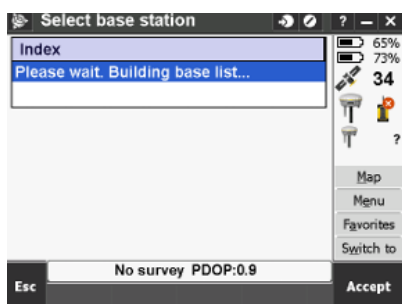 Select base station
? – ×
Index
65%
73%
Please wait. Building base list...
34
?
Map
Menu
Favorites
Switch to
No survey PDOP:0.9
Esc
Accept